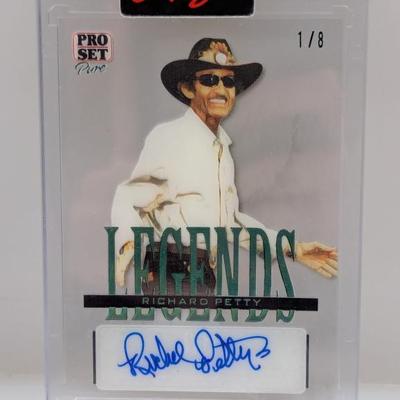 PRO SET
Pure
1/8
LEGENDS
RICHARD PETTY
Richard Petty